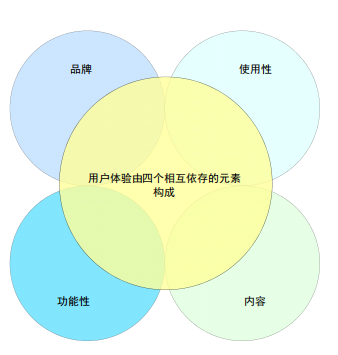 品牌
使用性
用户体验由四个相互依存的元素
构成
功能性
内容